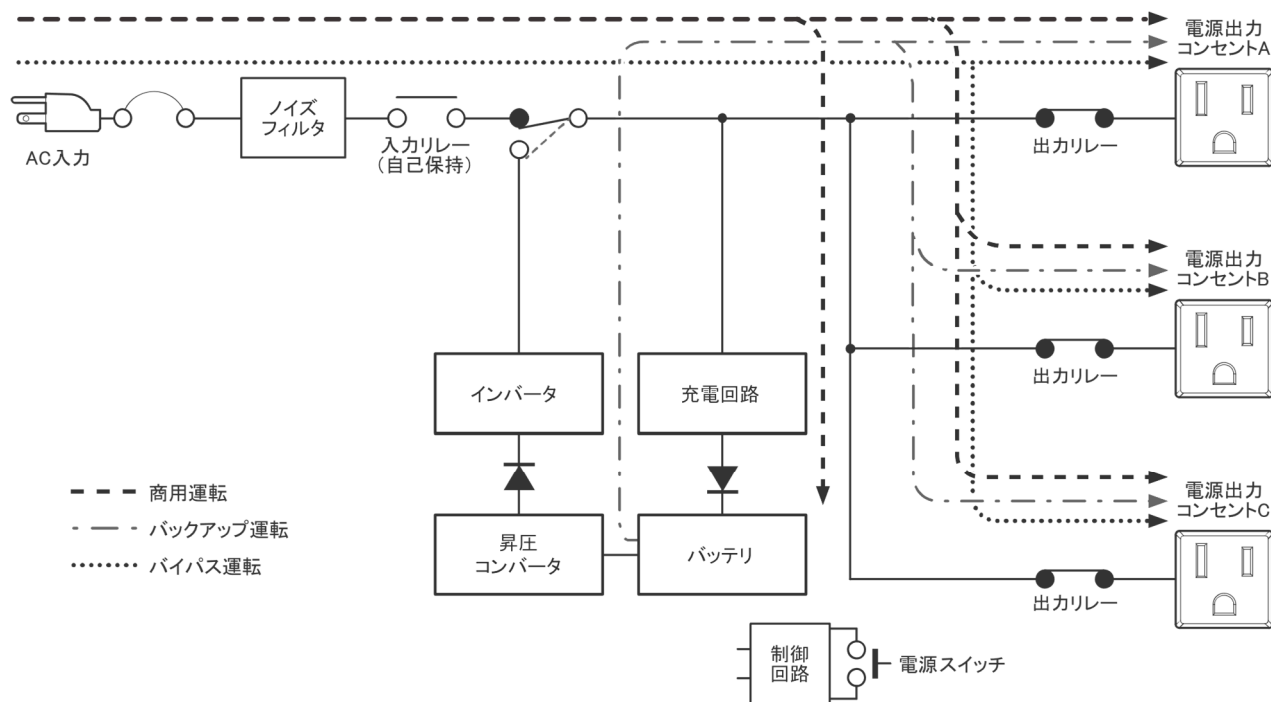 電源出力
コンセントA
ノイズ
フィルタ
AC入力
入力リレー
(自己保持)
出力リレー
電源出力
コンセントB
出力リレー
インバータ
充電回路
商用運転
バックアップ運転
バイパス運転
昇圧
コンバータ
バッテリ
電源出力
コンセントC
出力リレー
制御
回路
電源スイッチ